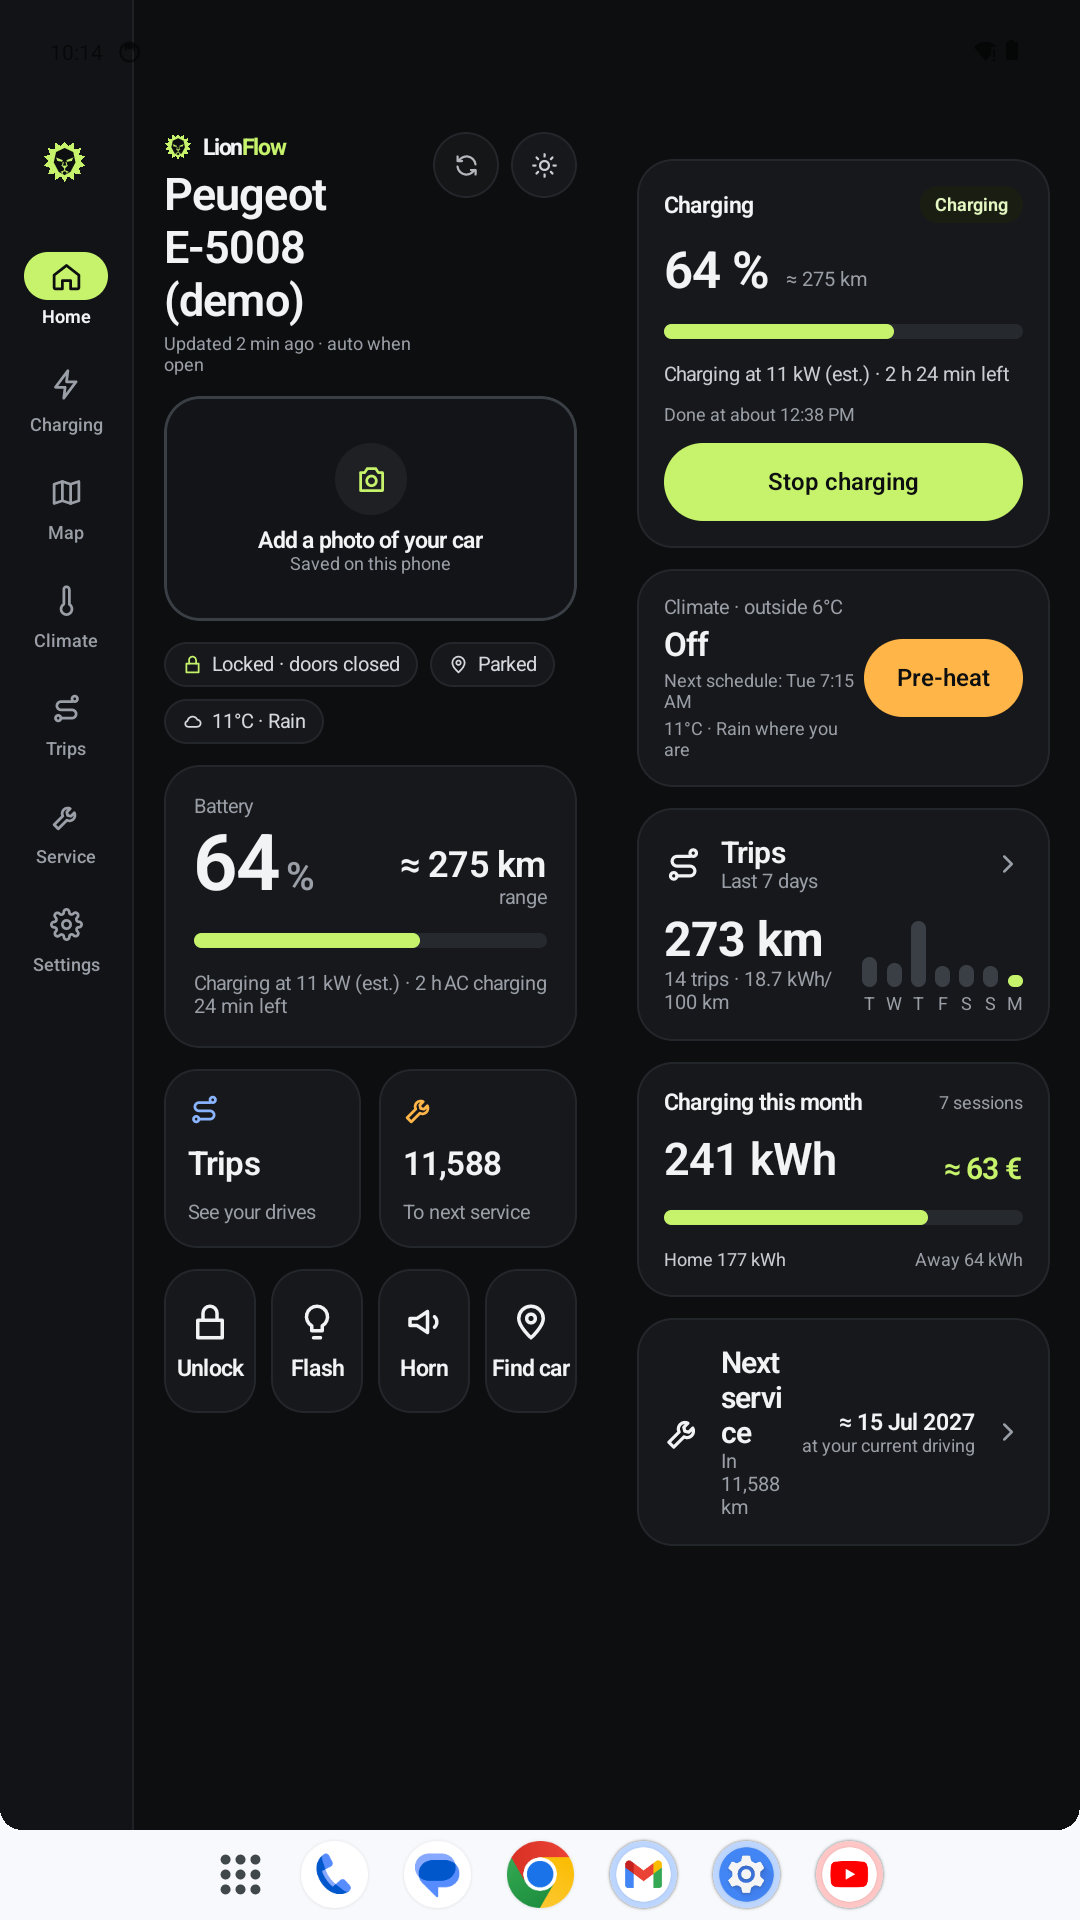 10:14
LionFlow
Peugeot
E-5008
(demo)
Updated 2 min ago · auto when
open
Add a photo of your car
Saved on this phone
Locked · doors closed
Parked
11°C · Rain
Battery
64 %
≈ 275 km
range
Charging at 11 kW (est.) · 2 h
24 min left
AC charging
Trips
See your drives
11,588
To next service
Unlock
Flash
Horn
Find car
Home
Charging
Map
Climate
Trips
Service
Settings
Charging
Charging
64 %
≈ 275 km
Charging at 11 kW (est.) · 2 h 24 min left
Done at about 12:38 PM
Stop charging
Climate · outside 6°C
Off
Next schedule: Tue 7:15
AM
11°C · Rain where you
are
Pre-heat
Trips
Last 7 days
273 km
14 trips · 18.7 kWh/
100 km
T W T F S S M
Charging this month
7 sessions
241 kWh
≈ 63 €
Home 177 kWh
Away 64 kWh
Next
servi
ce
In
11,588
km
≈ 15 Jul 2027
at your current driving